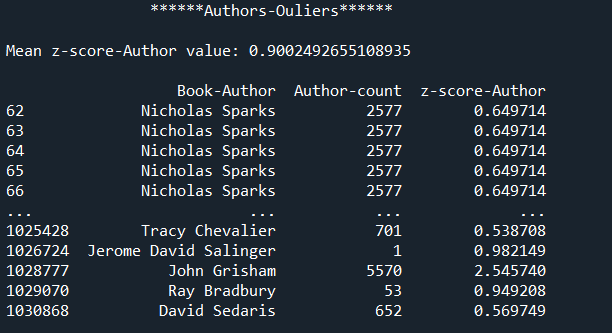 ******Authors-Ouliers******
Mean z-score-Author value: 0.9002492655108935
Book-Author Author-count z-score-Author
62 Nicholas Sparks 2577 0.649714
63 Nicholas Sparks 2577 0.649714
64 Nicholas Sparks 2577 0.649714
65 Nicholas Sparks 2577 0.649714
66 Nicholas Sparks 2577 0.649714
... ... ... ...
1025428 Tracy Chevalier 701 0.538708
1026724 Jerome David Salinger 1 0.982149
1028777 John Grisham 5570 2.545740
1029070 Ray Bradbury 53 0.949208
1030868 David Sedaris 652 0.569749